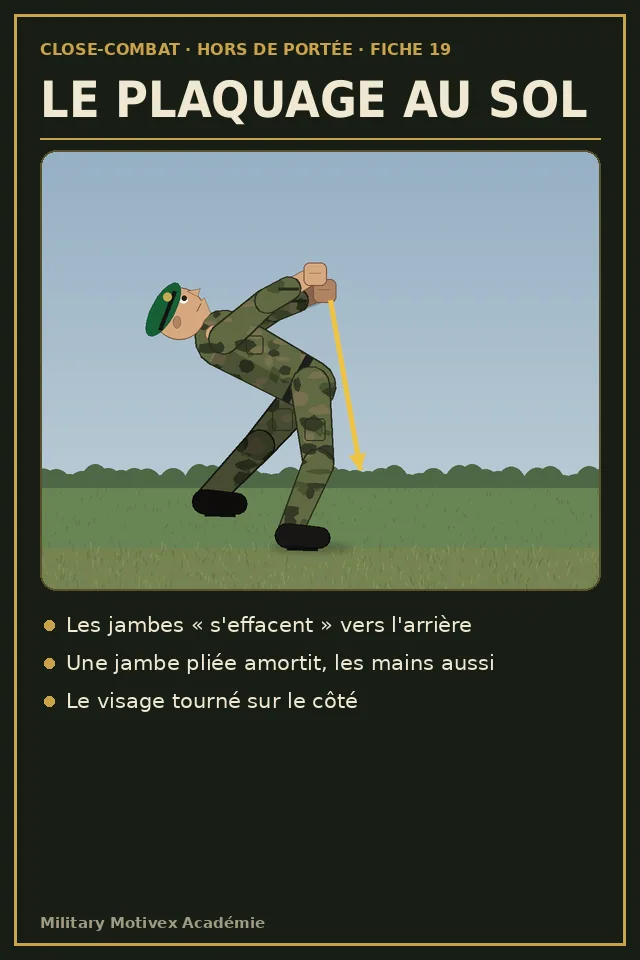 CLOSE-COMBAT · HORS DE PORTÉE · FICHE 19
LE PLAQUAGE AU SOL
Les jambes « s'effacent » vers l'arrière
Une jambe pliée amortit, les mains aussi
Le visage tourné sur le côté
Military Motivex Académie